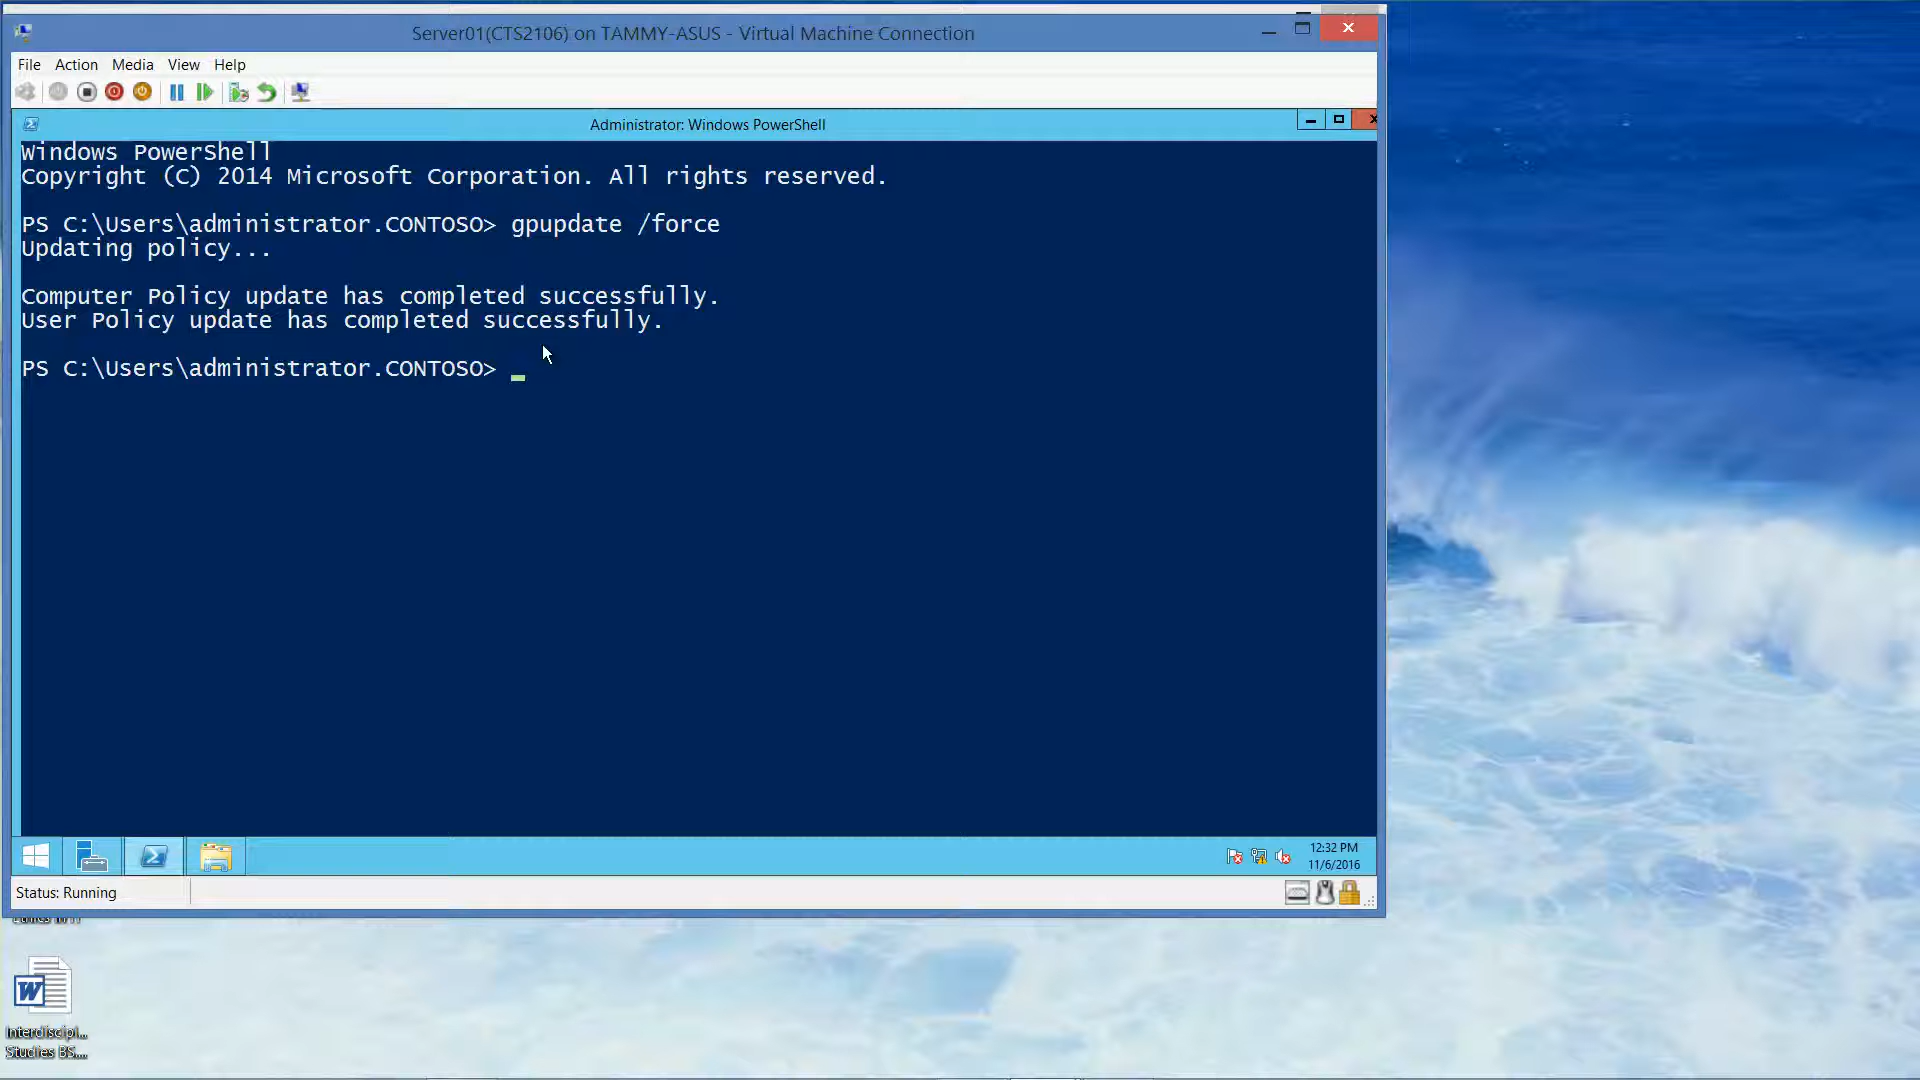 Server01(CTS2106) on TAMMY-ASUS - Virtual Machine Connection
File Action Media View Help
Administrator: Windows PowerShell
Windows PowerShell
Copyright (C) 2014 Microsoft Corporation. All rights reserved.
PS C:\Users\administrator.CONTOSO> gpupdate /force
Updating policy...
Computer Policy update has completed successfully.
User Policy update has completed successfully.
PS C:\Users\administrator.CONTOSO>
12:32 PM
11/6/2016
Status: Running
W
Interdiscipl...
Studies BS....